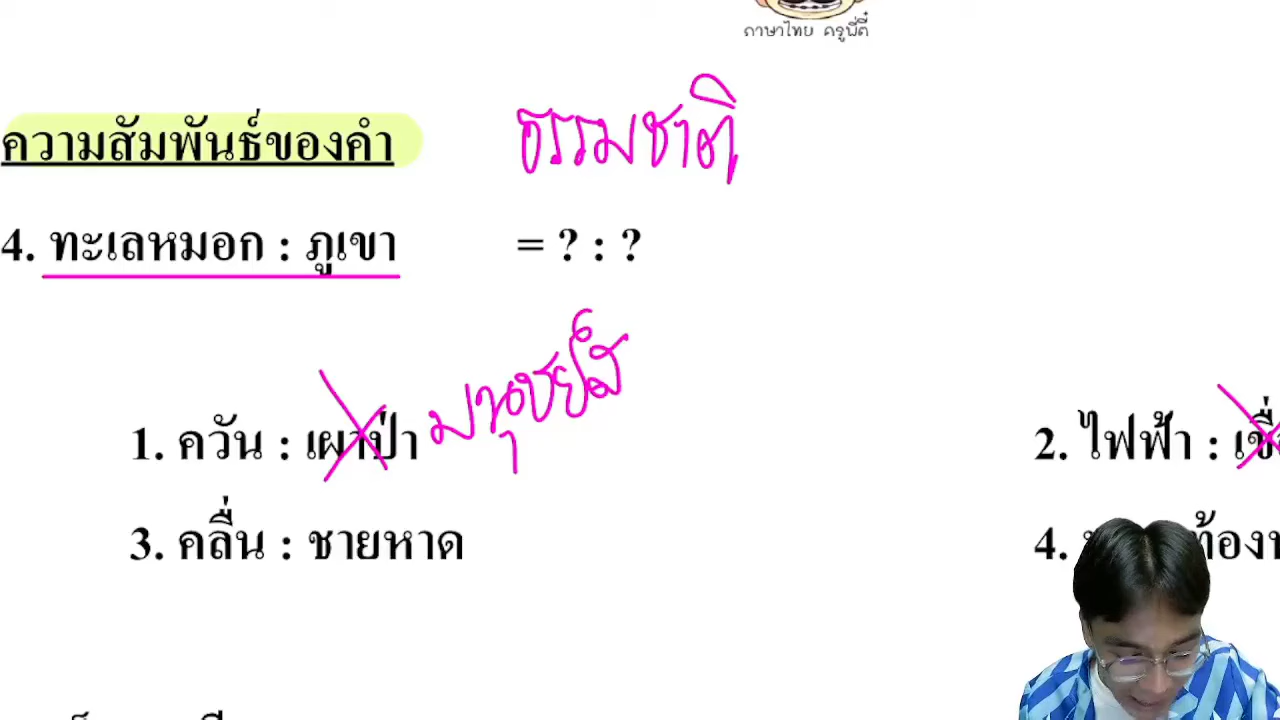 ภาษาไทย ครูพี่ตี๋
ความสัมพันธ์ของคำ ธรรมชาติ
4. ทะเลหมอก : ภูเขา = ? : ?
มนุษย์
1. ควัน : เผาป่า 2. ไฟฟ้า :
3. คลื่น : ชายหาด 4.